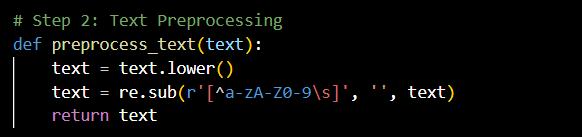 # Step 2: Text Preprocessing
def preprocess_text(text):
    text = text.lower()
    text = re.sub(r'[^a-zA-Z0-9\s]', '', text)
    return text